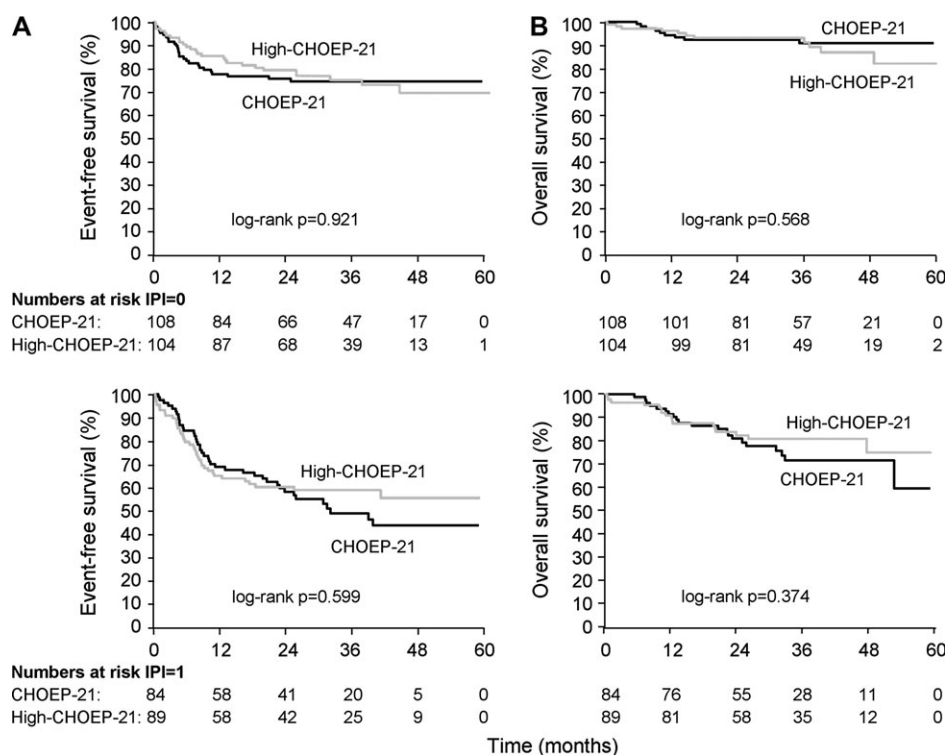 A
Event-free survival (%)
100
90
80
70
60
50
40
30
20
10
0
High-CHOEP-21
CHOEP-21
log-rank p=0.921
0 12 24 36 48 60
Numbers at risk IPI=0
CHOEP-21: 108 84 66 47 17 0
High-CHOEP-21: 104 87 68 39 13 1
B
Overall survival (%)
100
90
80
70
60
50
40
30
20
10
0
CHOEP-21
High-CHOEP-21
log-rank p=0.568
0 12 24 36 48 60
108 101 81 57 21 0
104 99 81 49 19 2
Event-free survival (%)
100
90
80
70
60
50
40
30
20
10
0
High-CHOEP-21
CHOEP-21
log-rank p=0.599
0 12 24 36 48 60
Numbers at risk IPI=1
CHOEP-21: 84 58 41 20 5 0
High-CHOEP-21: 89 58 42 25 9 0
Overall survival (%)
100
90
80
70
60
50
40
30
20
10
0
High-CHOEP-21
CHOEP-21
log-rank p=0.374
0 12 24 36 48 60
84 76 55 28 11 0
89 81 58 35 12 0
Time (months)